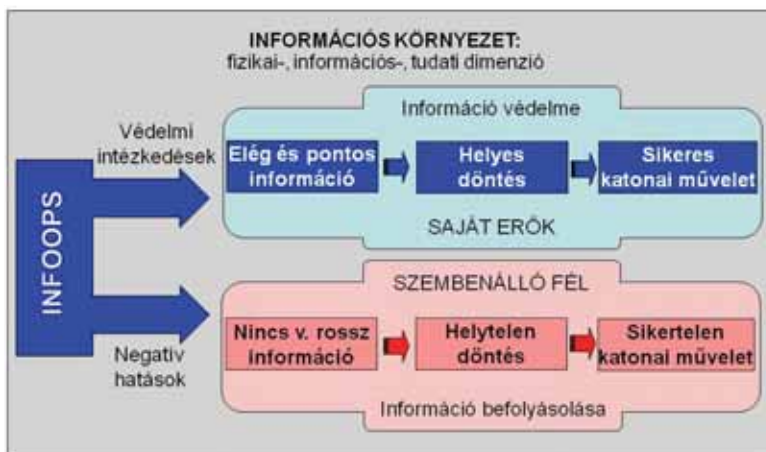 INFORMÁCIÓS KÖRNYEZET:
fizikai-, információs-, tudati dimenzió
INFOOPS
Védelmi
intézkedések
Információ védelme
Elég és pontos
információ
Helyes
döntés
Sikeres
katonai művelet
SAJÁT ERŐK
Negatív
hatások
SZEMBENÁLLÓ FÉL
Nincs v. rossz
információ
Helytelen
döntés
Sikertelen
katonai művelet
Információ befolyásolása